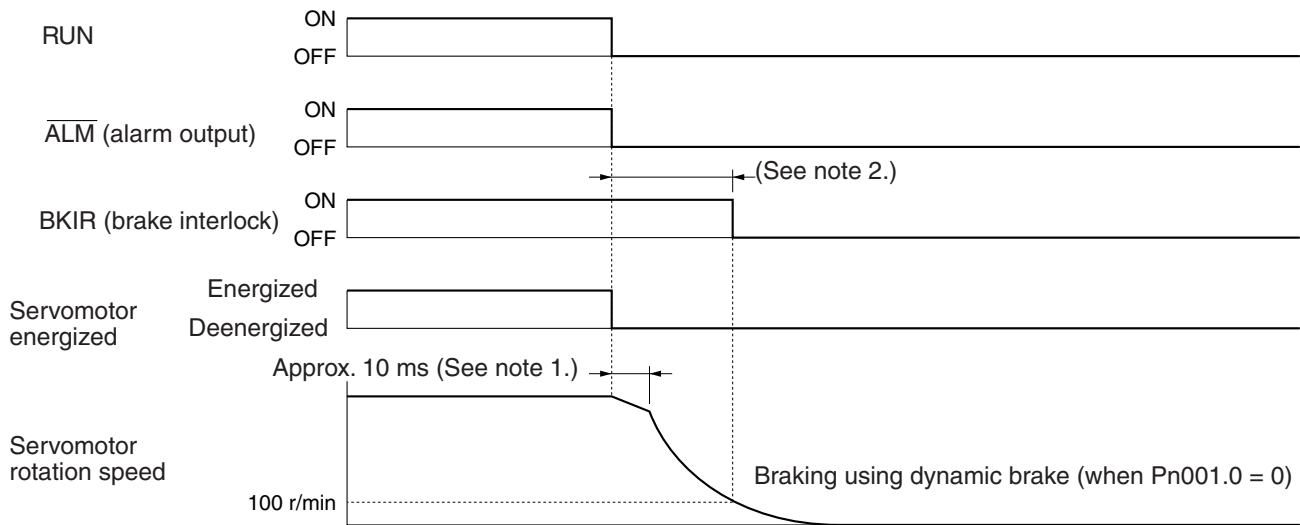 RUN
ON
OFF
ALM (alarm output)
ON
OFF
(See note 2.)
BKIR (brake interlock)
ON
OFF
Servomotor
energized
Energized
Deenergized
Approx. 10 ms (See note 1.)
Servomotor
rotation speed
Braking using dynamic brake (when Pn001.0 = 0)
100 r/min